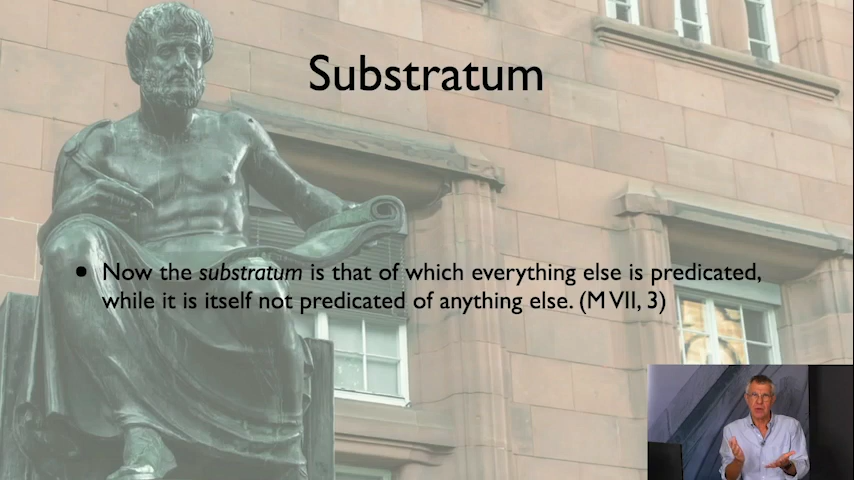 Substratum
• Now the substratum is that of which everything else is predicated,
while it is itself not predicated of anything else. (M VII, 3)